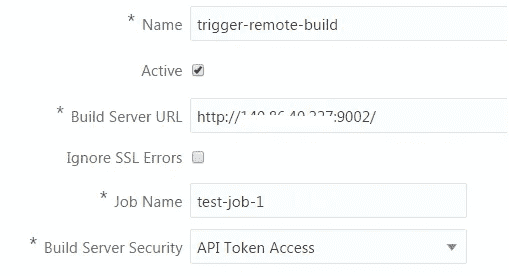 * Name trigger-remote-build
Active
* Build Server URL http:// :9002/
Ignore SSL Errors
* Job Name test-job-1
* Build Server Security API Token Access